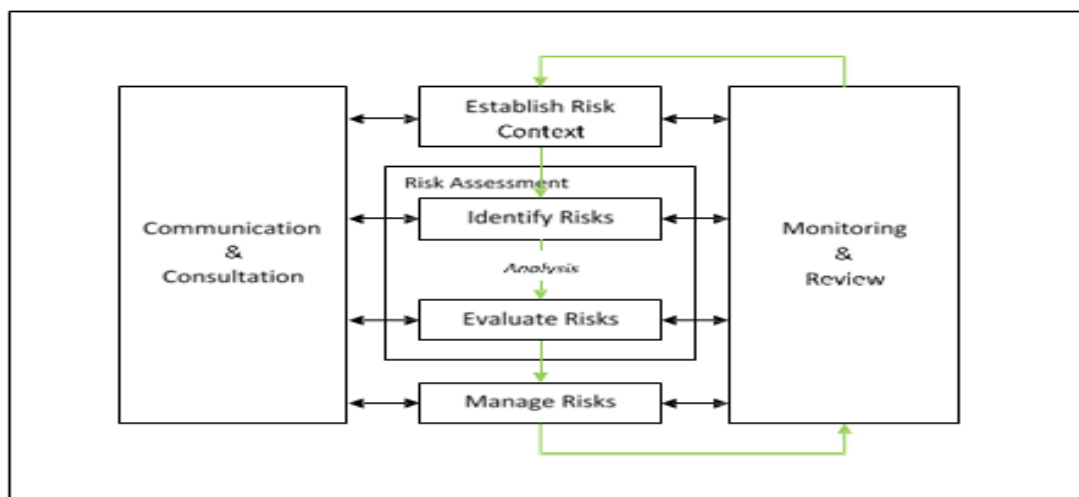 Establish Risk
Context
Risk Assessment
Identify Risks
Communication
&
Consultation
Monitoring
&
Review
Analysis
Evaluate Risks
Manage Risks